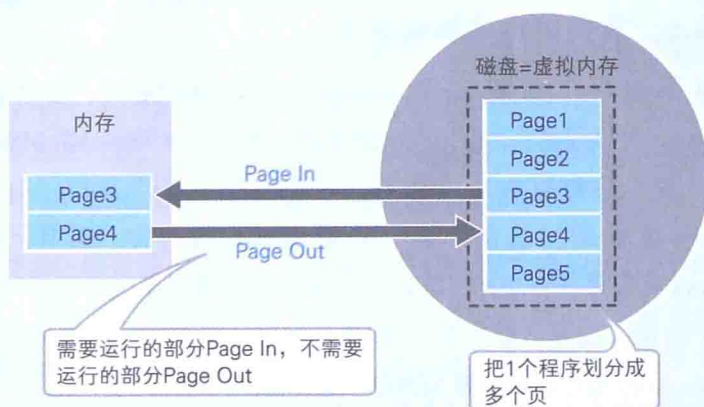 磁盘=虚拟内存
内存
Page1
Page2
Page3
Page4
Page5
Page In
Page3
Page4
Page Out
需要运行的部分Page In，不需要
运行的部分Page Out
把1个程序划分成
多个页